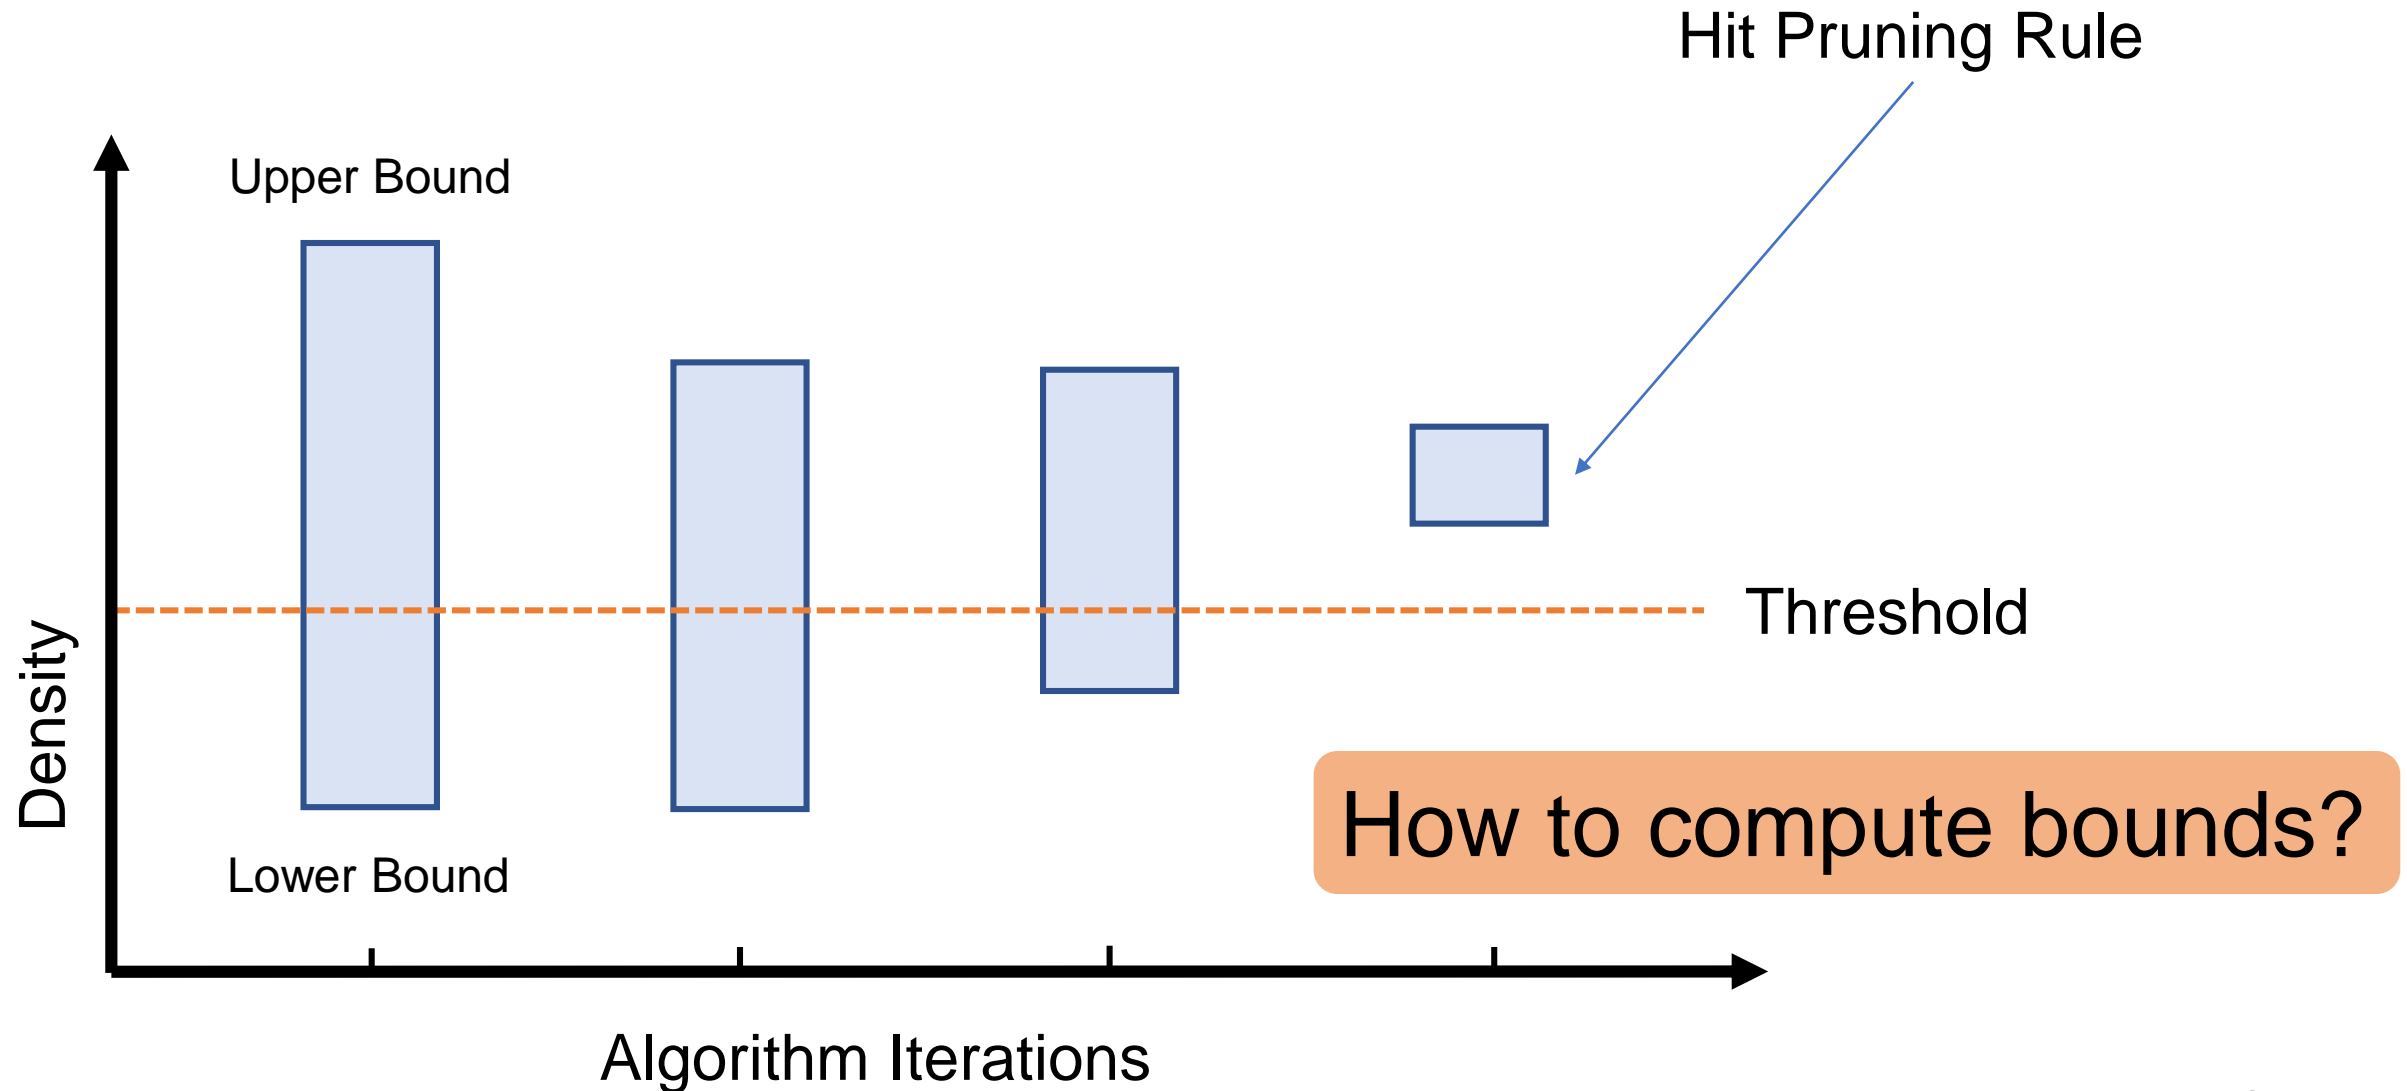 Hit Pruning Rule
Upper Bound
Threshold
Density
How to compute bounds?
Lower Bound
Algorithm Iterations